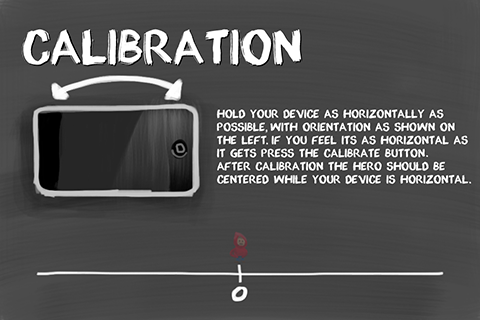 CALIBRATION
HOLD YOUR DEVICE AS HORIZONTALLY AS
POSSIBLE, WITH ORIENTATION AS SHOWN ON
THE LEFT. IF YOU FEEL ITS AS HORIZONTAL AS
IT GETS PRESS THE CALIBRATE BUTTON.
AFTER CALIBRATION THE HERO SHOULD BE
CENTERED WHILE YOUR DEVICE IS HORIZONTAL.
0